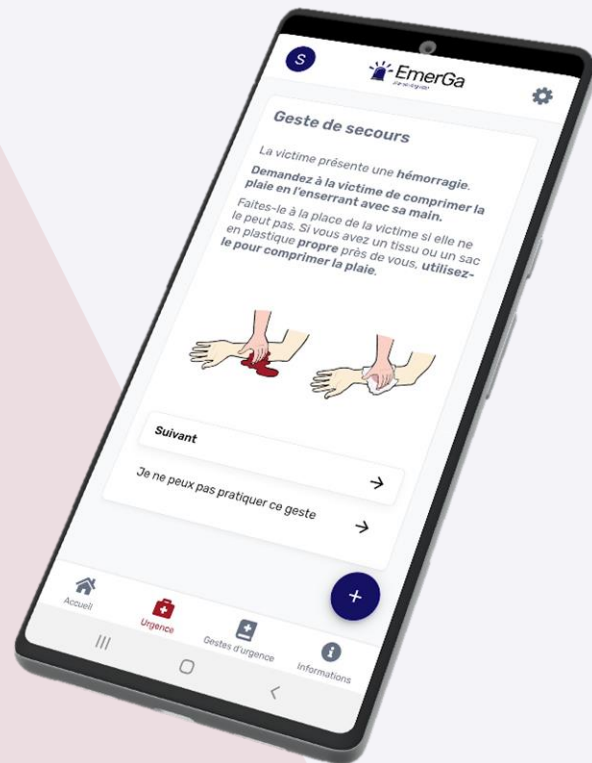 S
EmerGa
Geste de secours
La victime présente une hémorragie.
Demandez à la victime de comprimer la
plaie en l'enserrant avec sa main.
Faites-le à la place de la victime si elle ne
le peut pas. Si vous avez un tissu ou un sac
en plastique propre près de vous, utilisez-
le pour comprimer la plaie.
Suivant
Je ne peux pas pratiquer ce geste
Accueil
Urgence
Gestes d'urgence
Informations